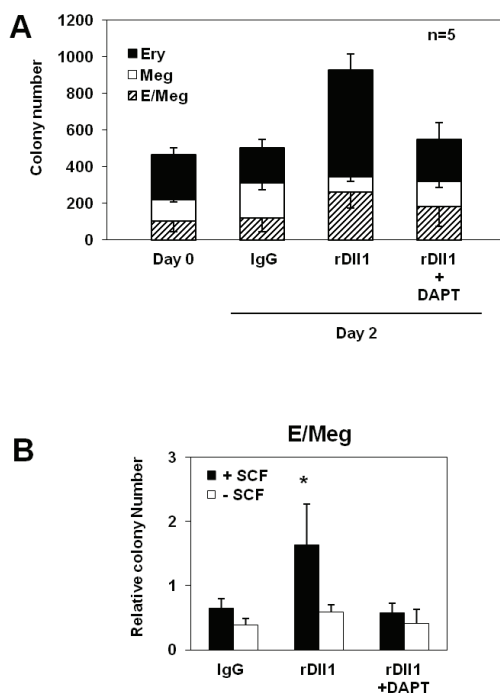 A
n=5
Ery
Meg
E/Meg
Colony number
1200
1000
800
600
400
200
0
Day 0
IgG
rDll1
rDll1
+
DAPT
Day 2
B
E/Meg
+ SCF
- SCF
*
Relative colony Number
3
2
1
0
IgG
rDll1
rDll1
+DAPT